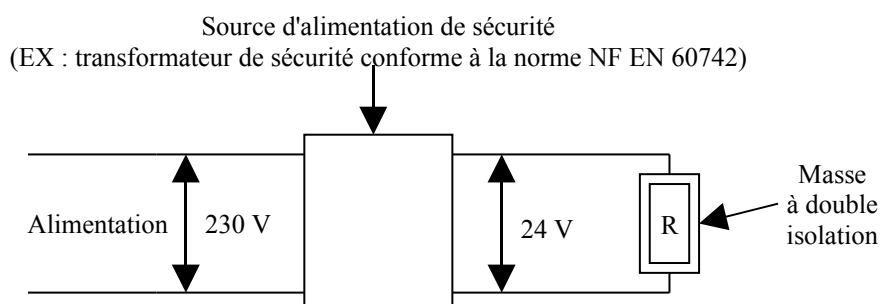 Source d'alimentation de sécurité
(EX : transformateur de sécurité conforme à la norme NF EN 60742)
Alimentation
230 V
24 V
R
Masse
à double
isolation